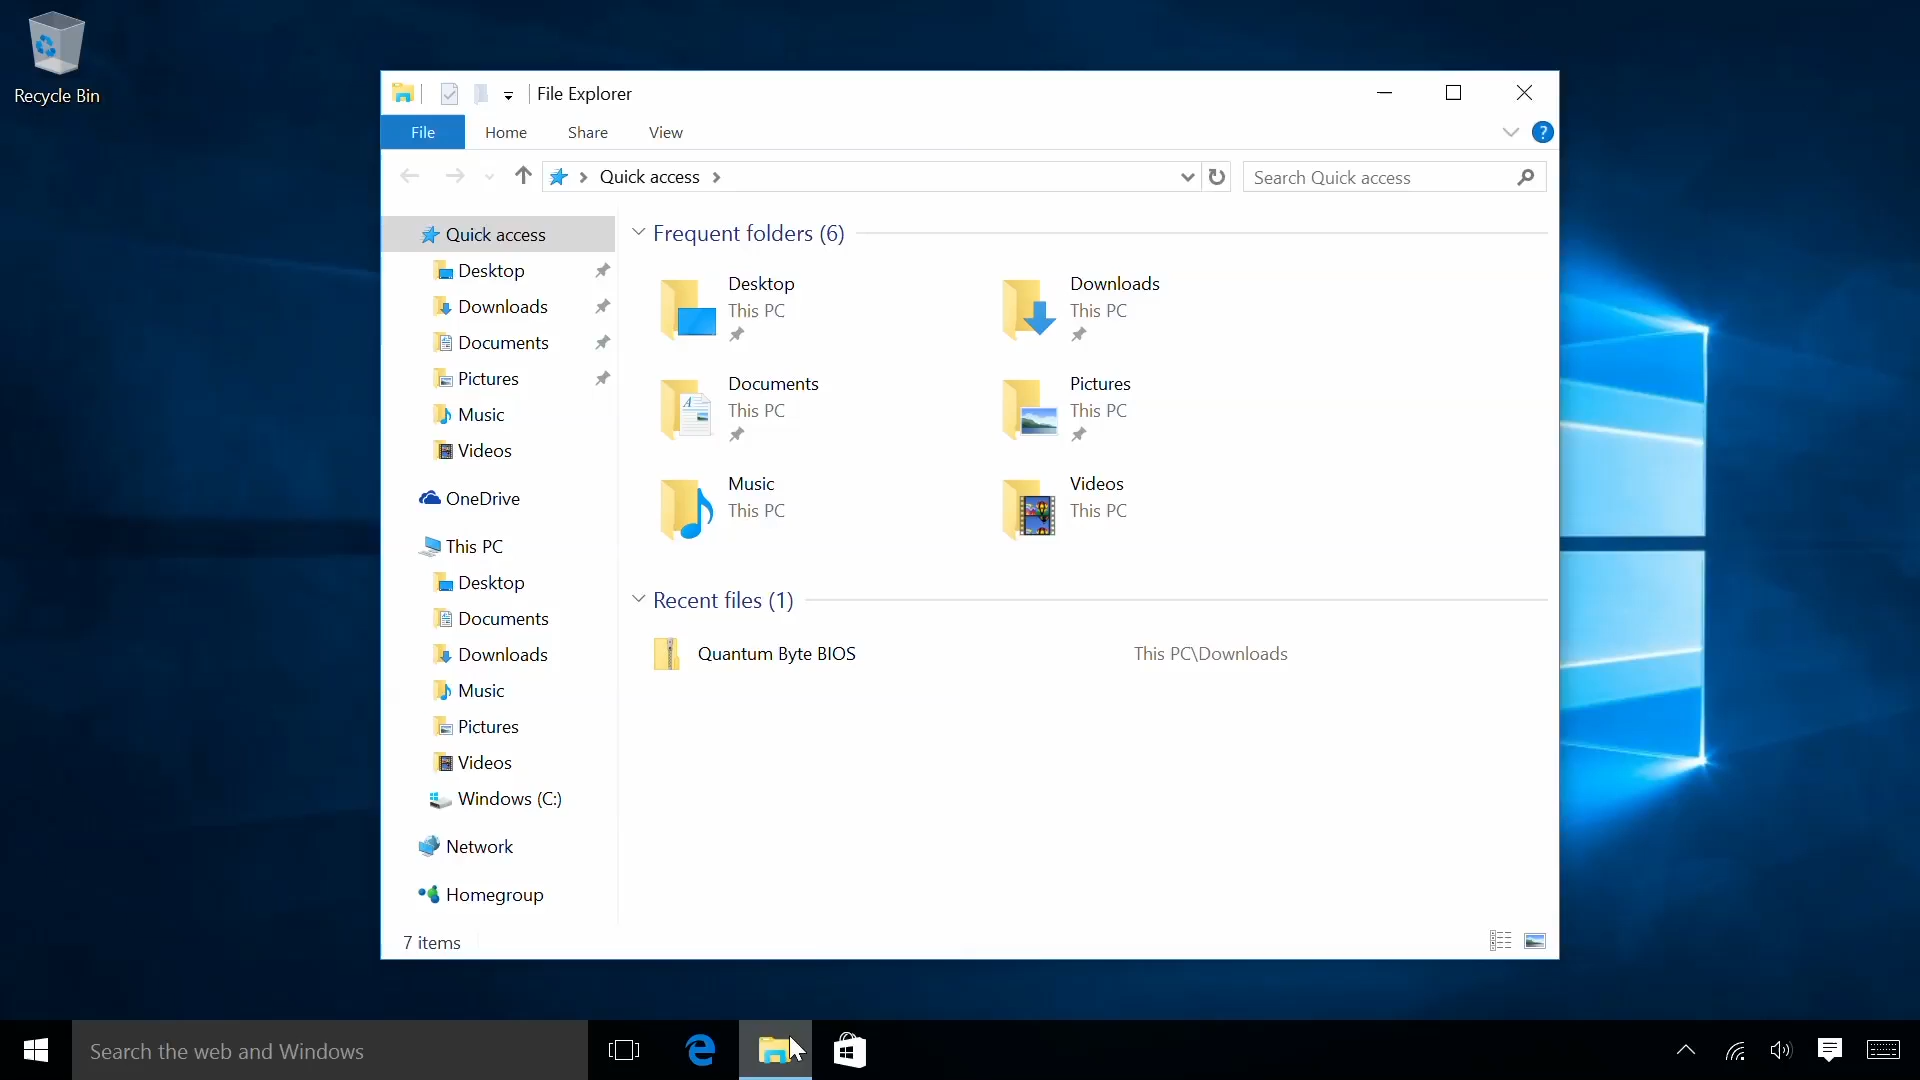 Recycle Bin
File Explorer
File Home Share View
?
Quick access
Search Quick access
Quick access
Desktop
Downloads
Documents
Pictures
Music
Videos
OneDrive
This PC
Desktop
Documents
Downloads
Music
Pictures
Videos
Windows (C:)
Network
Homegroup
Frequent folders (6)
Desktop
This PC
Downloads
This PC
Documents
This PC
Pictures
This PC
Music
This PC
Videos
This PC
Recent files (1)
Quantum Byte BIOS This PC\Downloads
7 items
Search the web and Windows